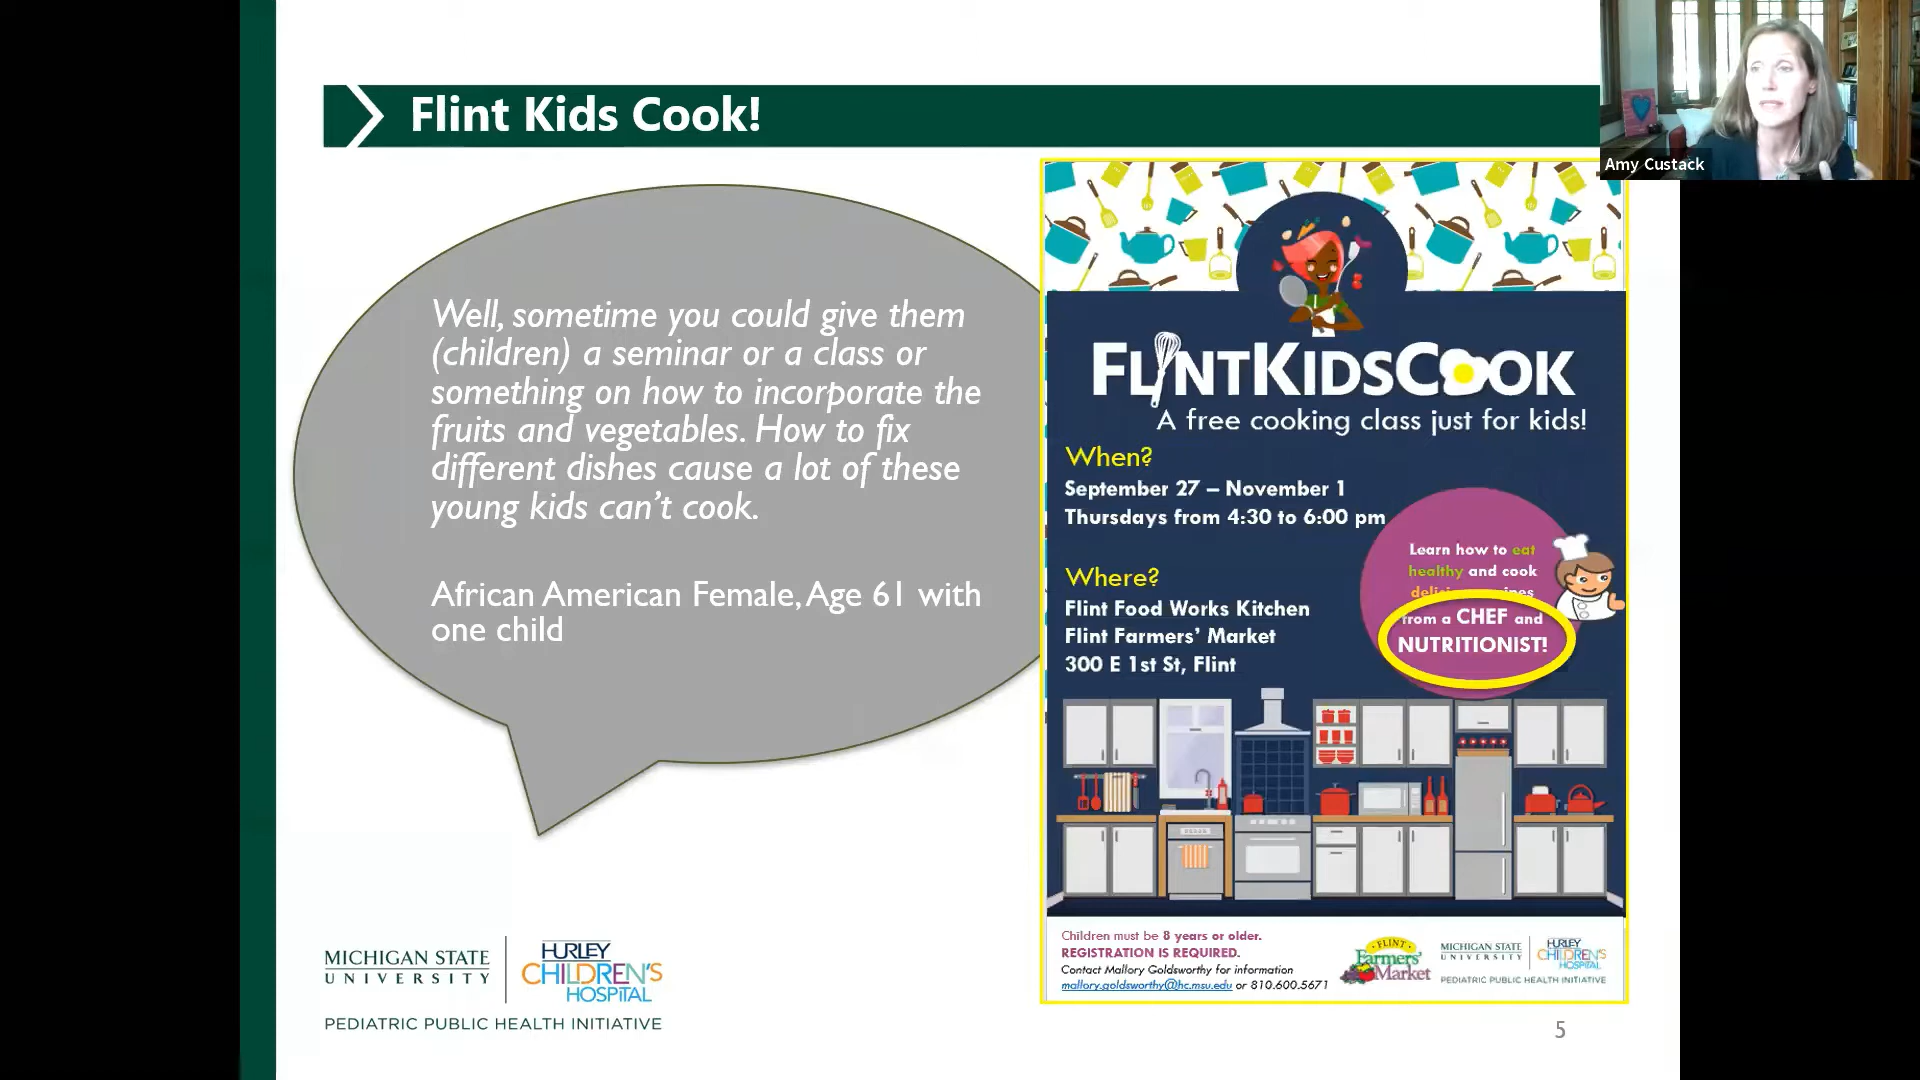 Flint Kids Cook!
Amy Custack
Well, sometime you could give them
(children) a seminar or a class or
something on how to incorporate the
fruits and vegetables. How to fix
different dishes cause a lot of these
young kids can't cook.
African American Female, Age 61 with
one child
FLINTKIDSCOOK
A free cooking class just for kids!
When?
September 27 – November 1
Thursdays from 4:30 to 6:00 pm
Where?
Flint Food Works Kitchen
Flint Farmers' Market
300 E 1st St, Flint
Learn how to eat
healthy and cook
from a CHEF and
NUTRITIONIST!
Children must be 8 years or older.
REGISTRATION IS REQUIRED.
Contact Mallory Goldsworthy for information
mallory.goldsworthy@hc.msu.edu or 810.600.5671
FLINT
Farmers'
Market
MICHIGAN STATE
UNIVERSITY
HURLEY
CHILDREN'S
HOSPITAL
PEDIATRIC PUBLIC HEALTH INITIATIVE
MICHIGAN STATE
UNIVERSITY
HURLEY
CHILDREN'S
HOSPITAL
PEDIATRIC PUBLIC HEALTH INITIATIVE
5